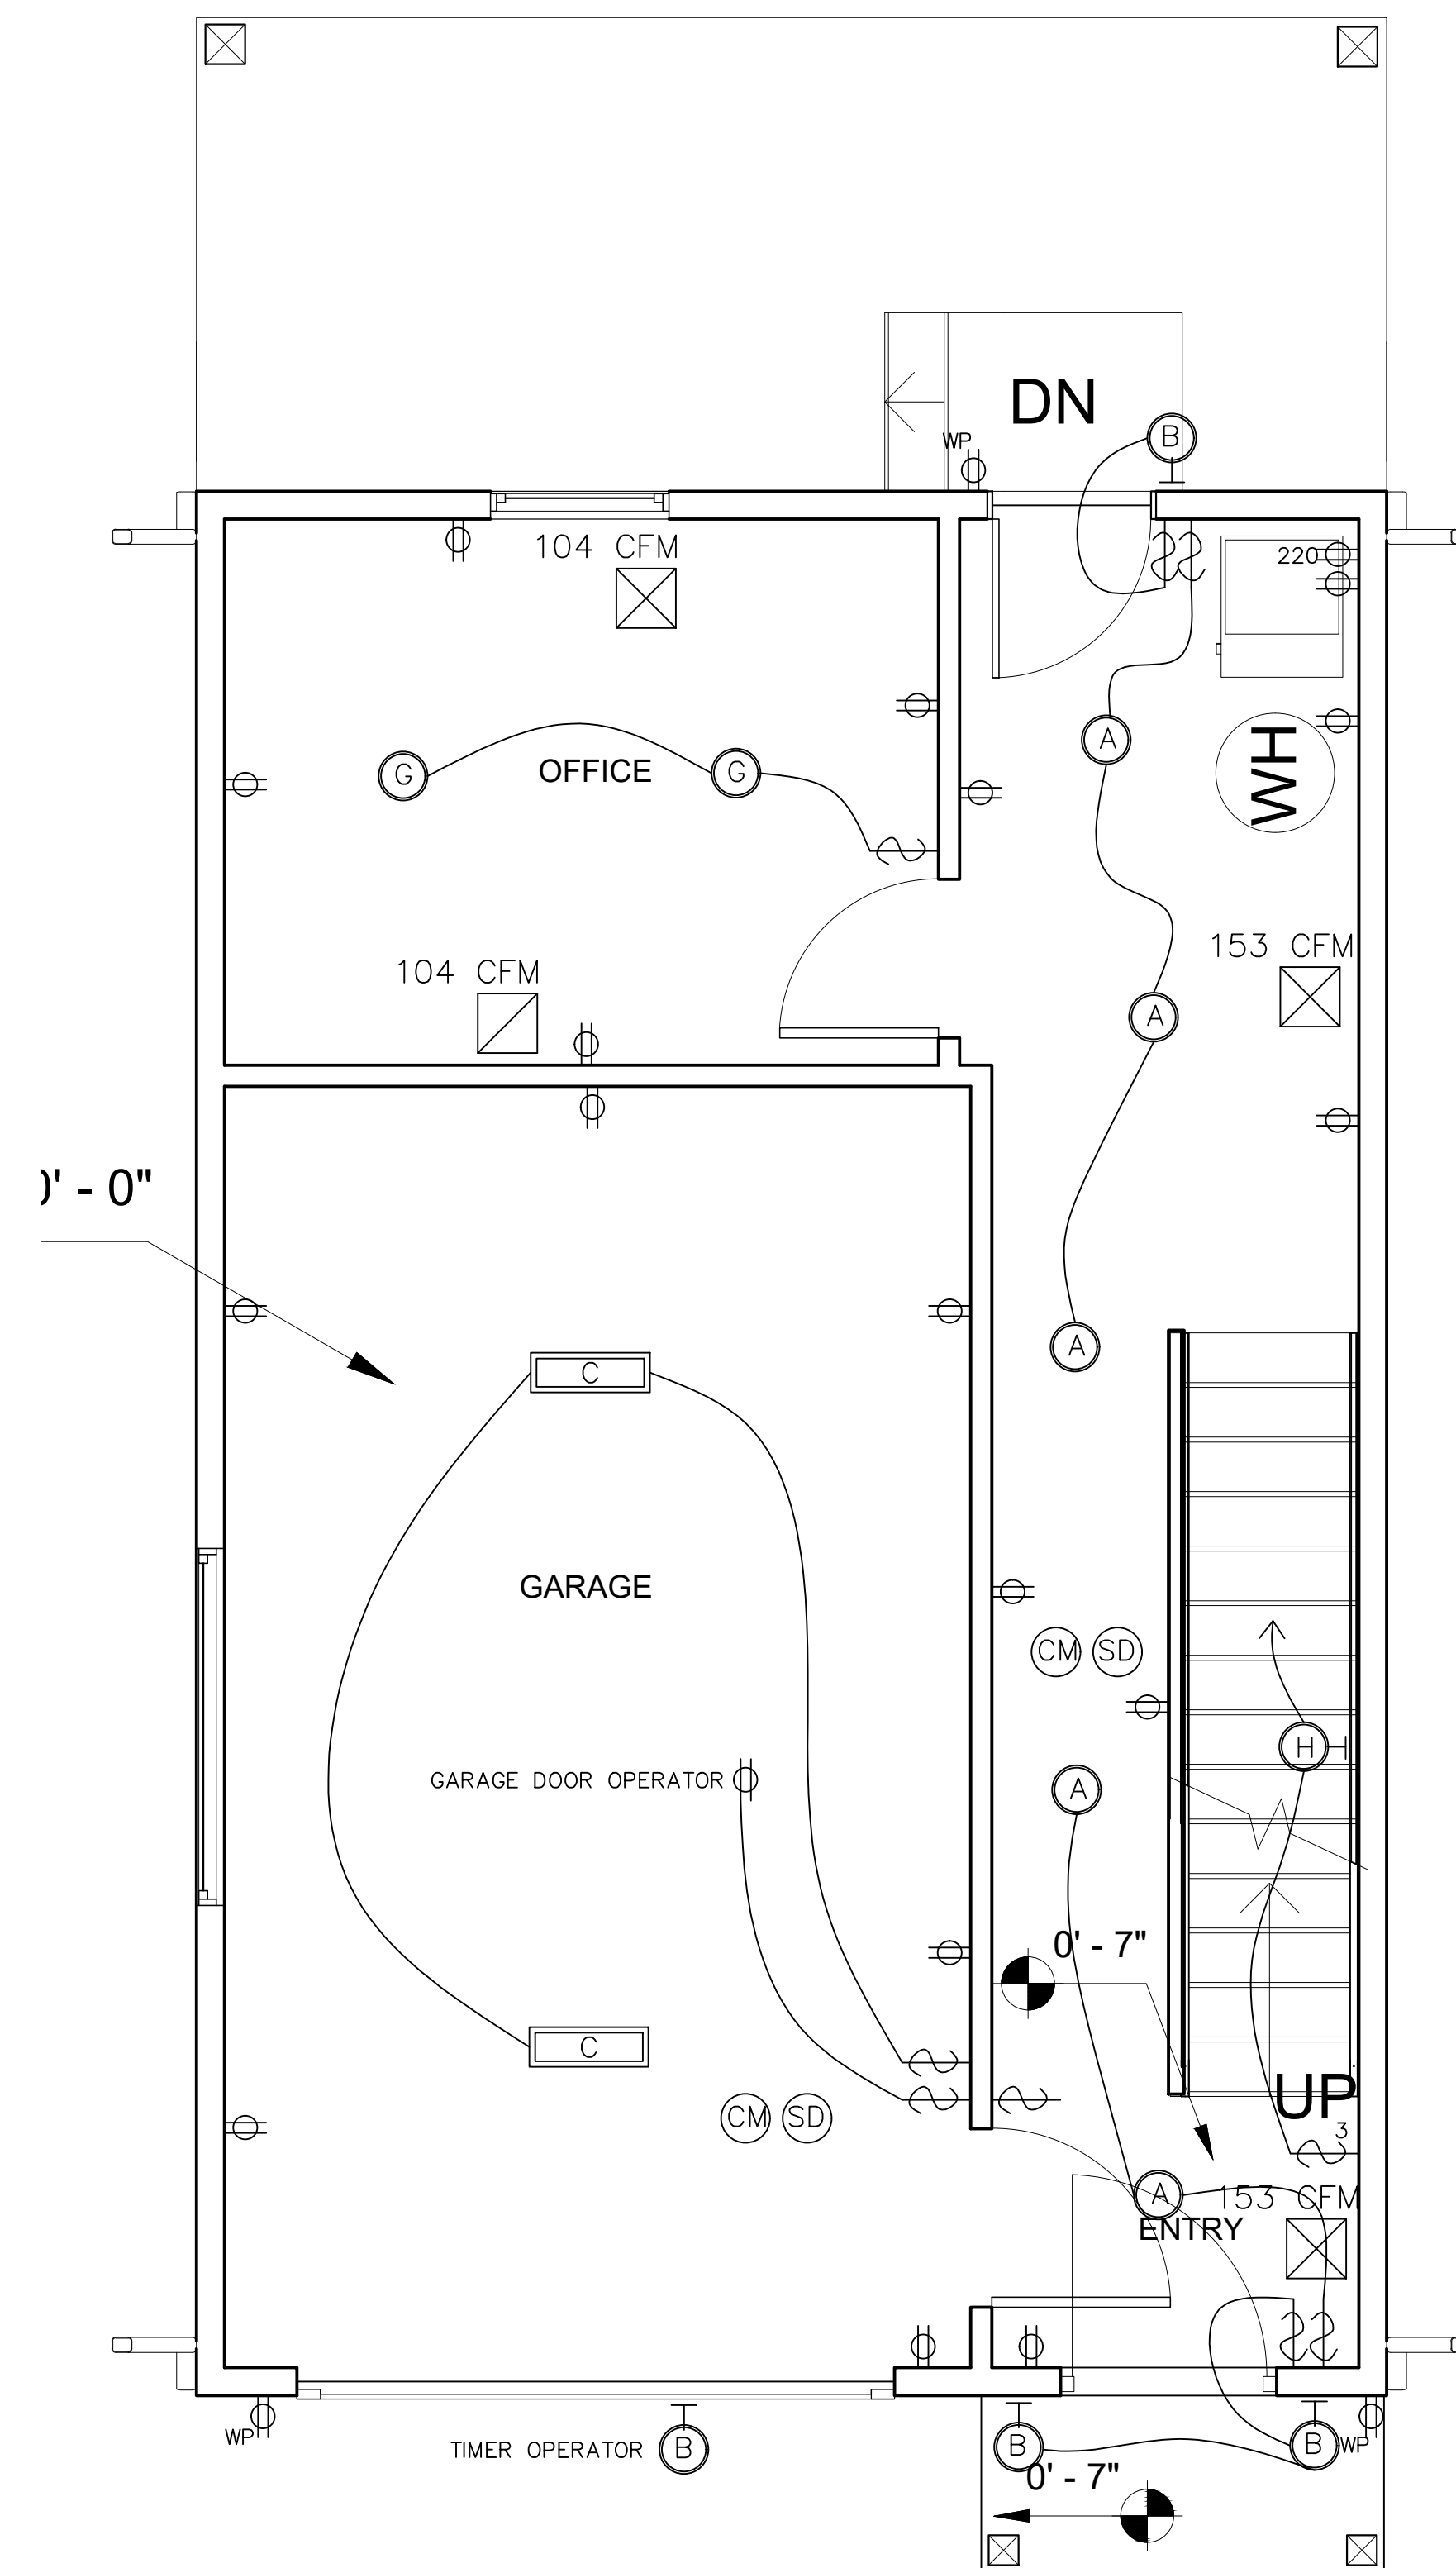 DN
B
WP
104 CFM
220
A
G
OFFICE
G
WH
153 CFM
104 CFM
A
0' - 0"
A
C
GARAGE
CM SD
H
GARAGE DOOR OPERATOR
A
0' - 7"
C
UP
CM SD
3
A
153 CFM
ENTRY
WP
TIMER OPERATOR B
B
B WP
0' - 7"